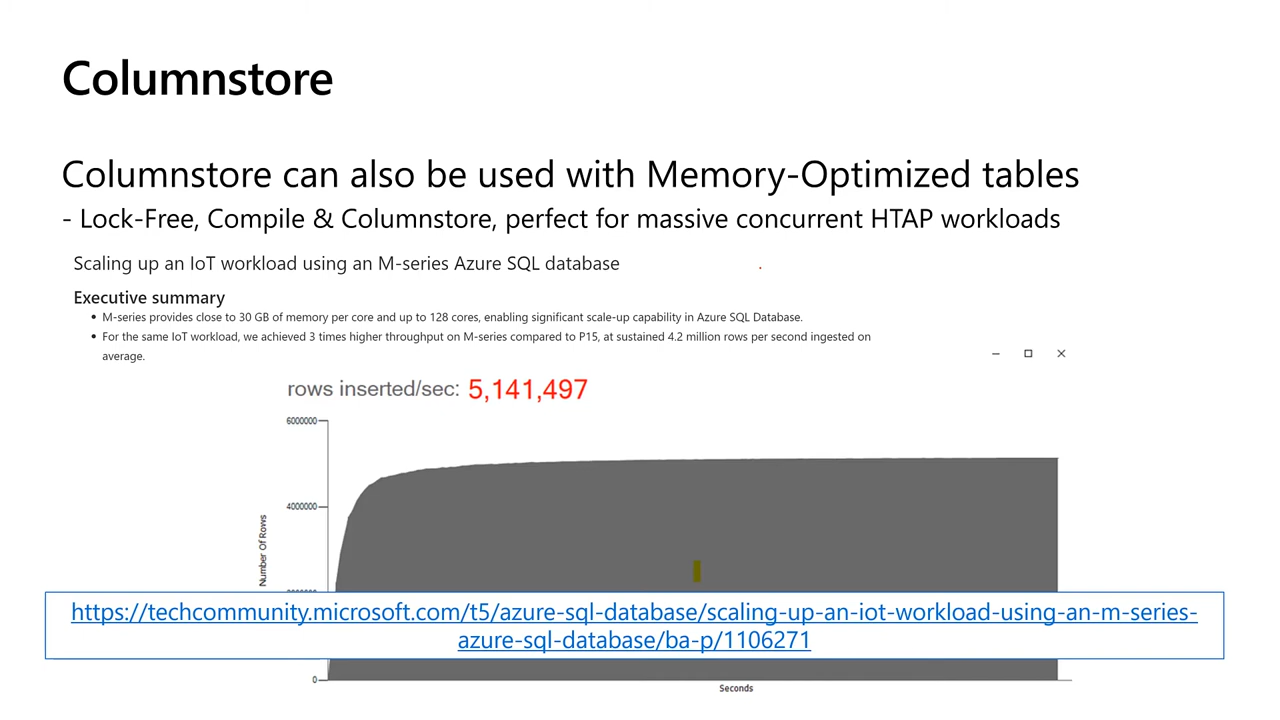 Columnstore
Columnstore can also be used with Memory-Optimized tables
- Lock-Free, Compile & Columnstore, perfect for massive concurrent HTAP workloads
Scaling up an IoT workload using an M-series Azure SQL database
Executive summary
• M-series provides close to 30 GB of memory per core and up to 128 cores, enabling significant scale-up capability in Azure SQL Database.
• For the same IoT workload, we achieved 3 times higher throughput on M-series compared to P15, at sustained 4.2 million rows per second ingested on
average.
rows inserted/sec: 5,141,497
6000000
4000000
Number Of Rows
https://techcommunity.microsoft.com/t5/azure-sql-database/scaling-up-an-iot-workload-using-an-m-series-
azure-sql-database/ba-p/1106271
0
Seconds